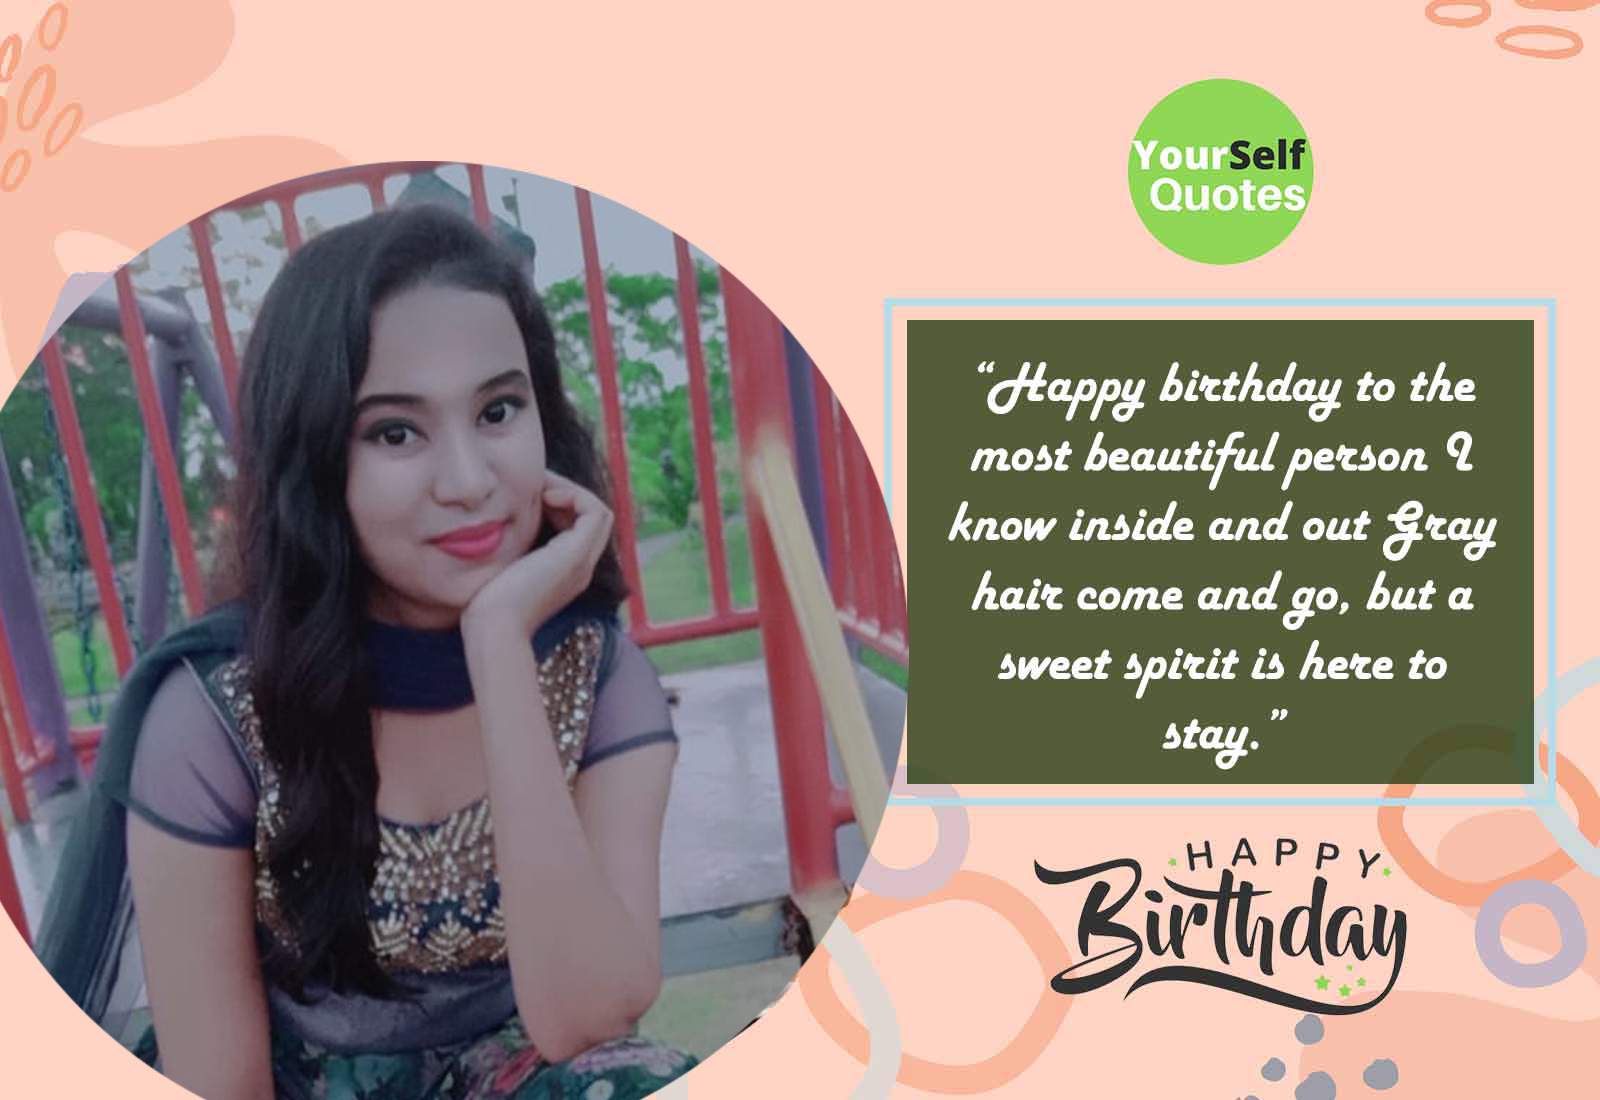 YourSelf
Quotes
“Happy birthday to the
most beautiful person I
know inside and out Gray
hair come and go, but a
sweet spirit is here to
stay.”
HAPPY
Birthday